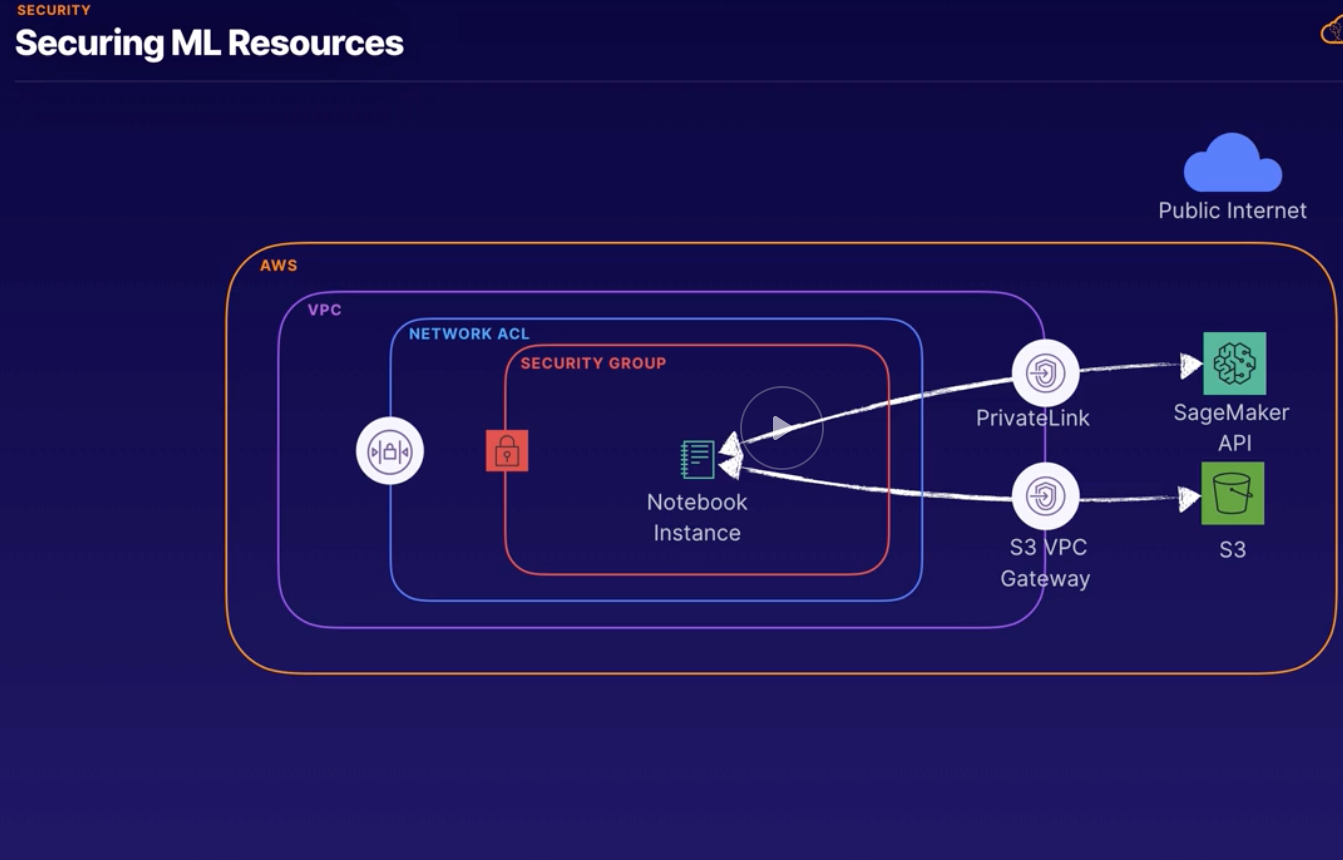 SECURITY
Securing ML Resources
Public Internet
AWS
VPC
NETWORK ACL
SECURITY GROUP
PrivateLink
SageMaker
API
Notebook
Instance
S3 VPC
Gateway
S3